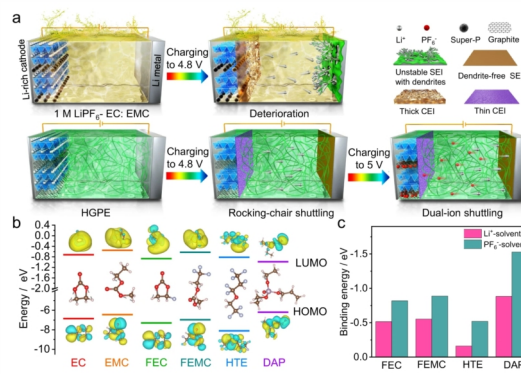 a
Li-rich cathode
Li metal
1 M LiPF₆- EC: EMC
Charging
to 4.8 V
Deterioration
Li⁺
PF₆⁻
Super-P
Graphite
Unstable SEI
with dendrites
Dendrite-free SE
Thick CEI
Thin CEI
HGPE
Charging
to 4.8 V
Rocking-chair shuttling
Charging
to 5 V
Dual-ion shuttling
b
Energy / eV
0.4
0.0
-0.4
-0.8
-1.2
-1.6
-2.0
-6
-8
-10
LUMO
HOMO
EC
EMC
FEC
FEMC
HTE
DAP
c
Binding energy / eV
-1.5
-1.0
-0.5
0.0
Li⁺-solvent
PF₆⁻-solven
FEC
FEMC
HTE
DAP